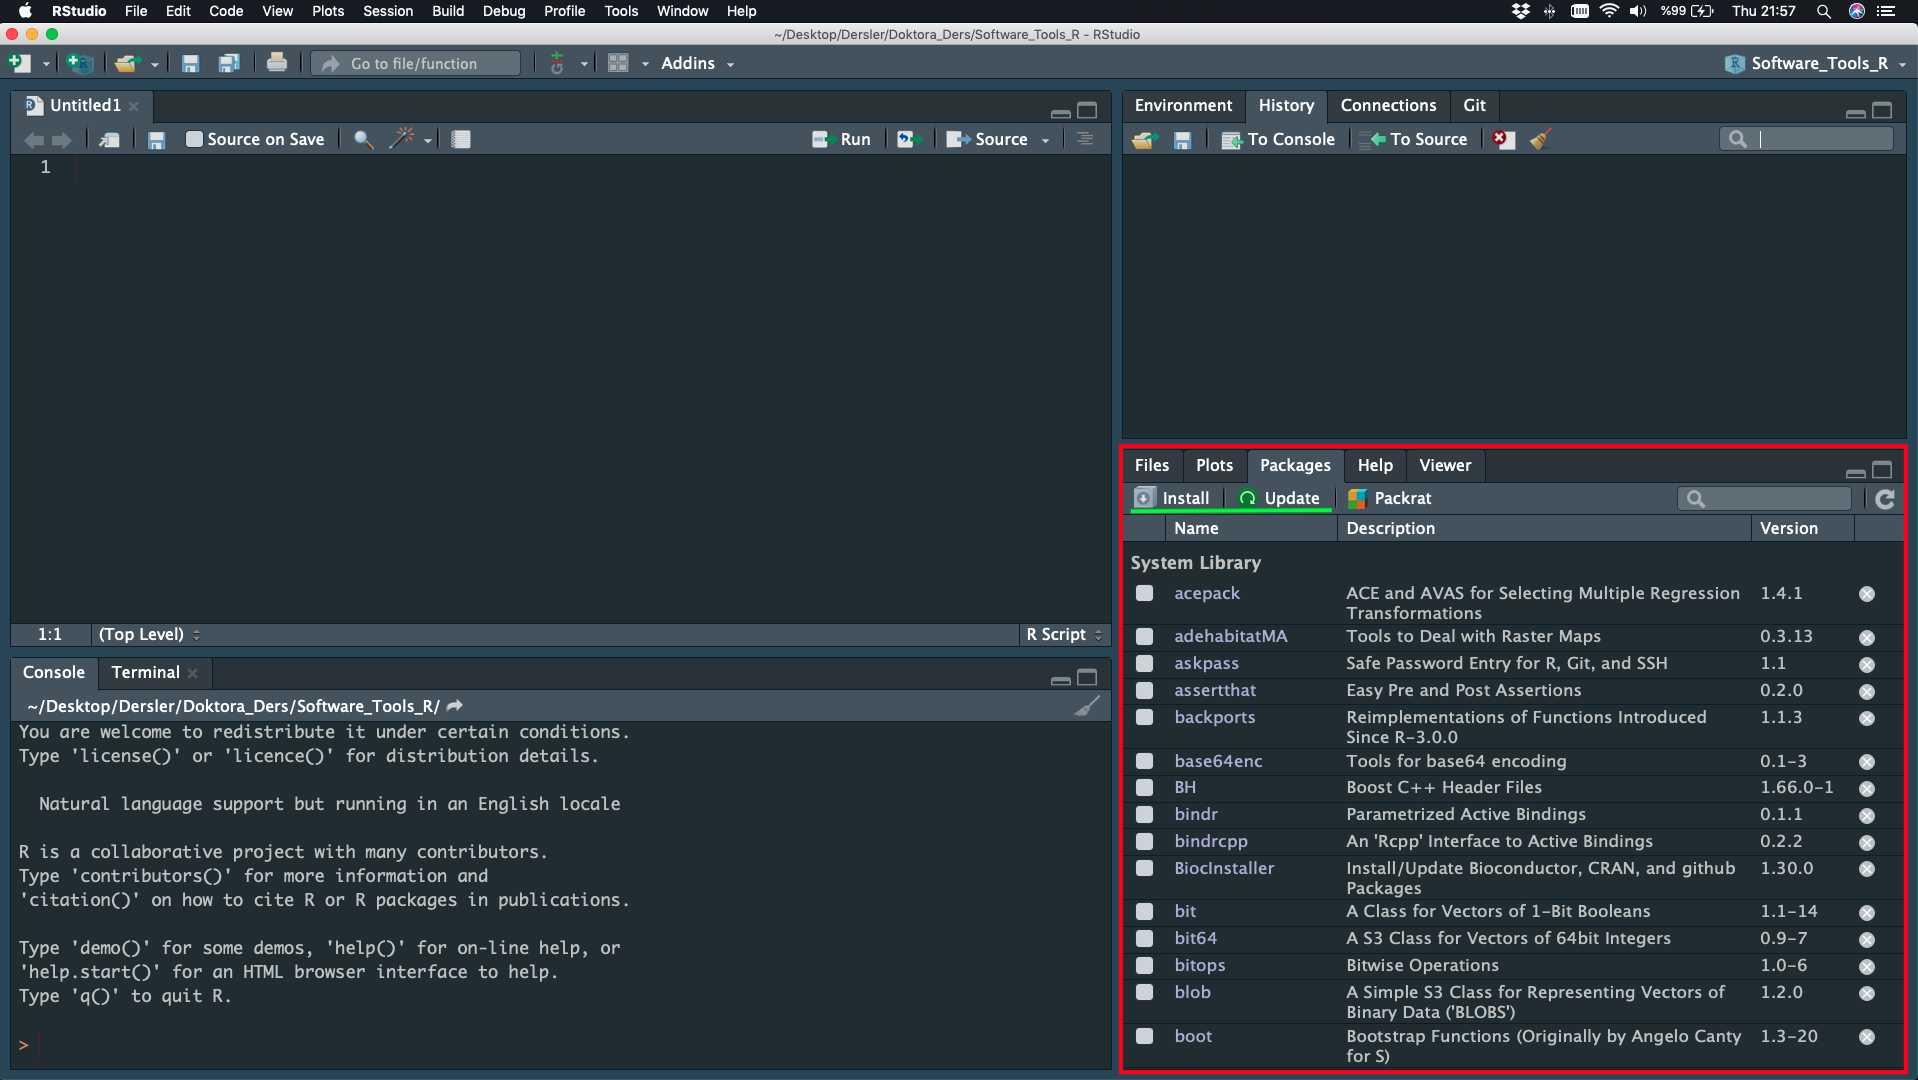 RStudio File Edit Code View Plots Session Build Debug Profile Tools Window Help %99 Thu 21:57
~/Desktop/Dersler/Doktora_Ders/Software_Tools_R - RStudio
Go to file/function Addins Software_Tools_R
Untitled1
Source on Save Run Source
1
1:1 (Top Level) R Script
Console Terminal
~/Desktop/Dersler/Doktora_Ders/Software_Tools_R/
You are welcome to redistribute it under certain conditions.
Type 'license()' or 'licence()' for distribution details.
Natural language support but running in an English locale
R is a collaborative project with many contributors.
Type 'contributors()' for more information and
'citation()' on how to cite R or R packages in publications.
Type 'demo()' for some demos, 'help()' for on-line help, or
'help.start()' for an HTML browser interface to help.
Type 'q()' to quit R.
>
Environment History Connections Git
To Console To Source
Files Plots Packages Help Viewer
Install Update Packrat
Name Description Version
System Library
acepack ACE and AVAS for Selecting Multiple Regression 1.4.1
Transformations
adehabitatMA Tools to Deal with Raster Maps 0.3.13
askpass Safe Password Entry for R, Git, and SSH 1.1
assertthat Easy Pre and Post Assertions 0.2.0
backports Reimplementations of Functions Introduced 1.1.3
Since R-3.0.0
base64enc Tools for base64 encoding 0.1-3
BH Boost C++ Header Files 1.66.0-1
bindr Parametrized Active Bindings 0.1.1
bindrcpp An 'Rcpp' Interface to Active Bindings 0.2.2
BiocInstaller Install/Update Bioconductor, CRAN, and github 1.30.0
Packages
bit A Class for Vectors of 1-Bit Booleans 1.1-14
bit64 A S3 Class for Vectors of 64bit Integers 0.9-7
bitops Bitwise Operations 1.0-6
blob A Simple S3 Class for Representing Vectors of 1.2.0
Binary Data ('BLOBS')
boot Bootstrap Functions (Originally by Angelo Canty 1.3-20
for S)